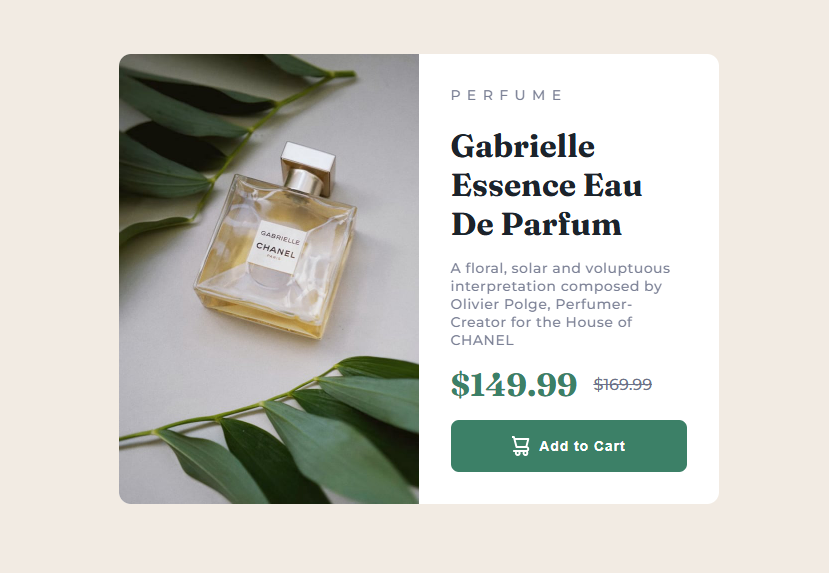 GABRIELLE
CHANEL
PARIS
PERFUME
Gabrielle
Essence Eau
De Parfum
A floral, solar and voluptuous
interpretation composed by
Olivier Polge, Perfumer-
Creator for the House of
CHANEL
$149.99 $169.99
Add to Cart